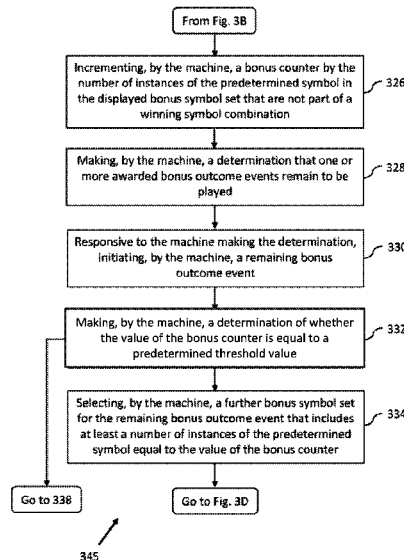 From Fig. 3B
Incrementing, by the machine, a bonus counter by the
number of instances of the predetermined symbol in
the displayed bonus symbol set that are not part of a
winning symbol combination
326
Making, by the machine, a determination that one or
more awarded bonus outcome events remain to be
played
328
Responsive to the machine making the determination,
initiating, by the machine, a remaining bonus
outcome event
330
Making, by the machine, a determination of whether
the value of the bonus counter is equal to a
predetermined threshold value
332
Selecting, by the machine, a further bonus symbol set
for the remaining bonus outcome event that includes
at least a number of instances of the predetermined
symbol equal to the value of the bonus counter
334
Go to 338
Go to Fig. 3D
345